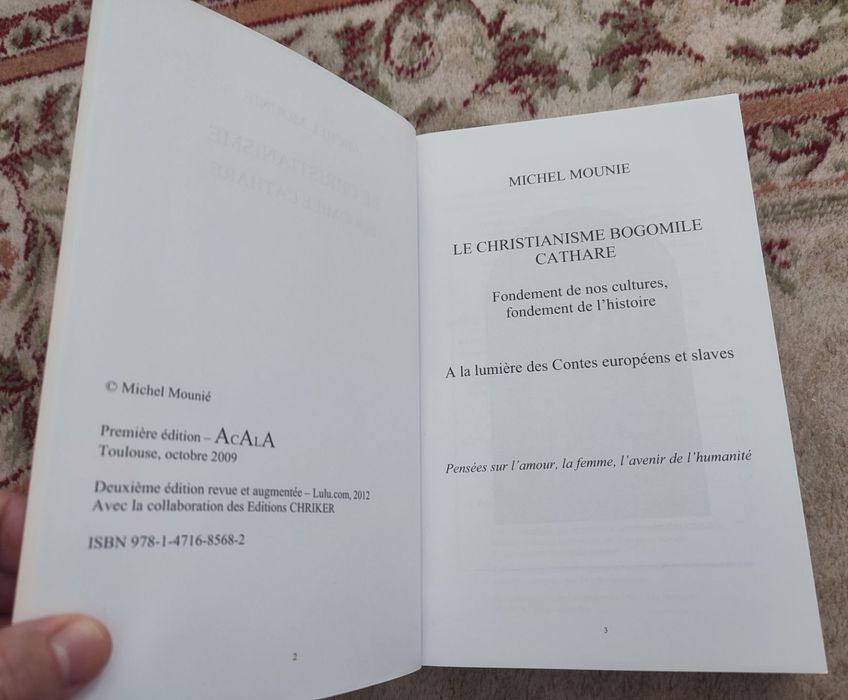 © Michel Mounié
Première édition – ACALA
Toulouse, octobre 2009
Deuxième édition revue et augmentée – Lulu.com, 2012
Avec la collaboration des Editions CHRIKER
ISBN 978-1-4716-8568-2
2
MICHEL MOUNIE
LE CHRISTIANISME BOGOMILE
CATHARE
Fondement de nos cultures,
fondement de l'histoire
A la lumière des Contes européens et slaves
Pensées sur l'amour, la femme, l'avenir de l'humanité
3